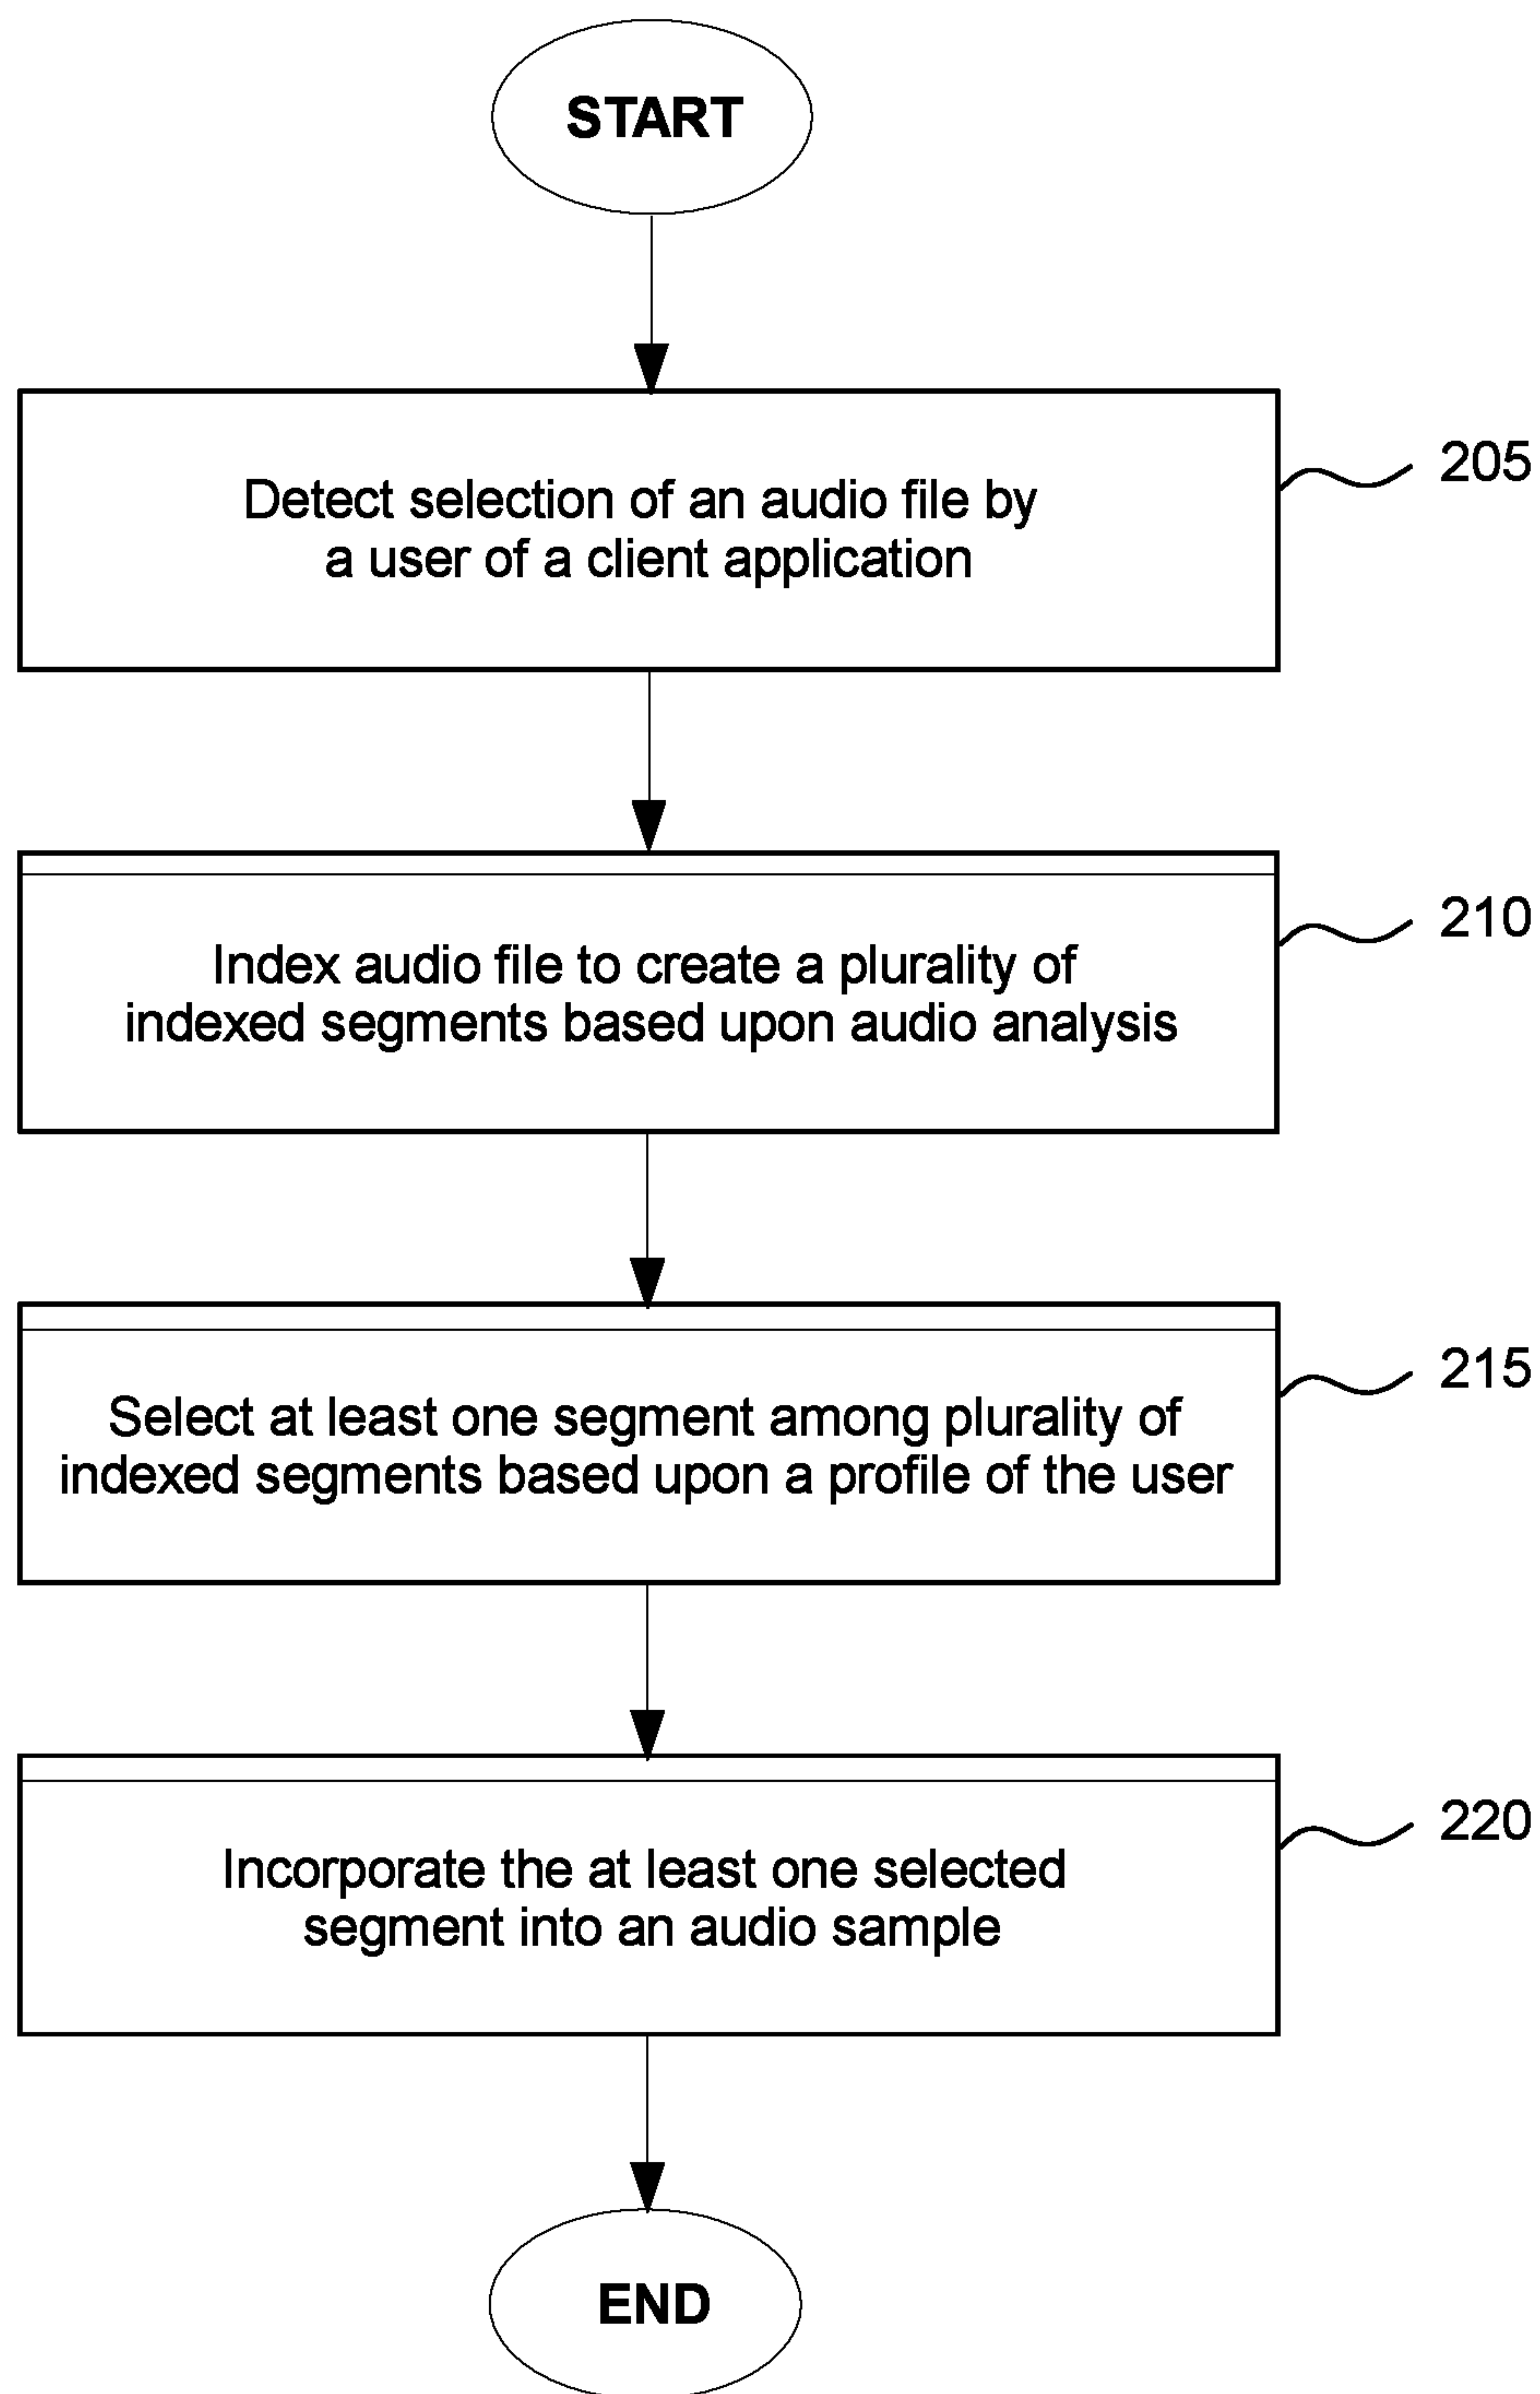 START
Detect selection of an audio file by
a user of a client application
205
Index audio file to create a plurality of
indexed segments based upon audio analysis
210
Select at least one segment among plurality of
indexed segments based upon a profile of the user
215
Incorporate the at least one selected
segment into an audio sample
220
END